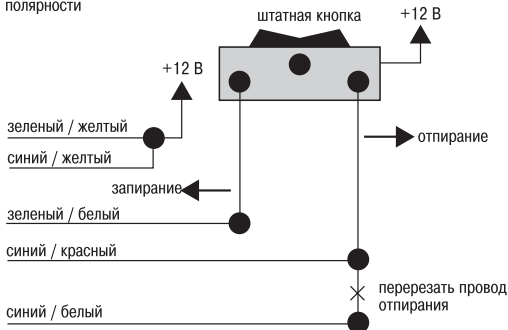 полярности
штатная кнопка
+12 В
+12 В
зеленый / желтый
синий / желтый
отпирание
запирание
зеленый / белый
синий / красный
перерезать провод
отпирания
синий / белый